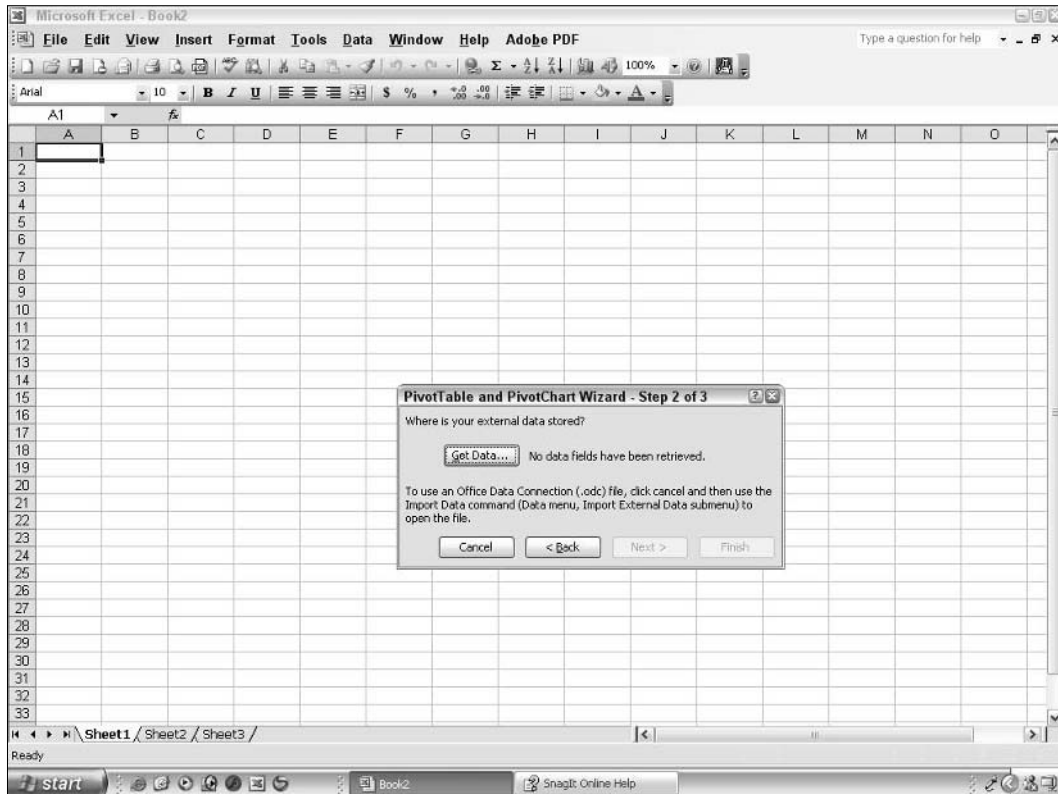 Microsoft Excel - Book2
File Edit View Insert Format Tools Data Window Help Adobe PDF Type a question for help
100%
Arial 10 B I U $ % , A
A1 fx
A B C D E F G H I J K L M N O
1
2
3
4
5
6
7
8
9
10
11
12
13
14
15
16
17
18
19
20
21
22
23
24
25
26
27
28
29
30
31
32
33
PivotTable and PivotChart Wizard - Step 2 of 3
Where is your external data stored?
Get Data... No data fields have been retrieved.
To use an Office Data Connection (.odc) file, click cancel and then use the
Import Data command (Data menu, Import External Data submenu) to
open the file.
Cancel < Back Next > Finish
Sheet1 / Sheet2 / Sheet3 /
Ready
start Book2 SnagIt Online Help